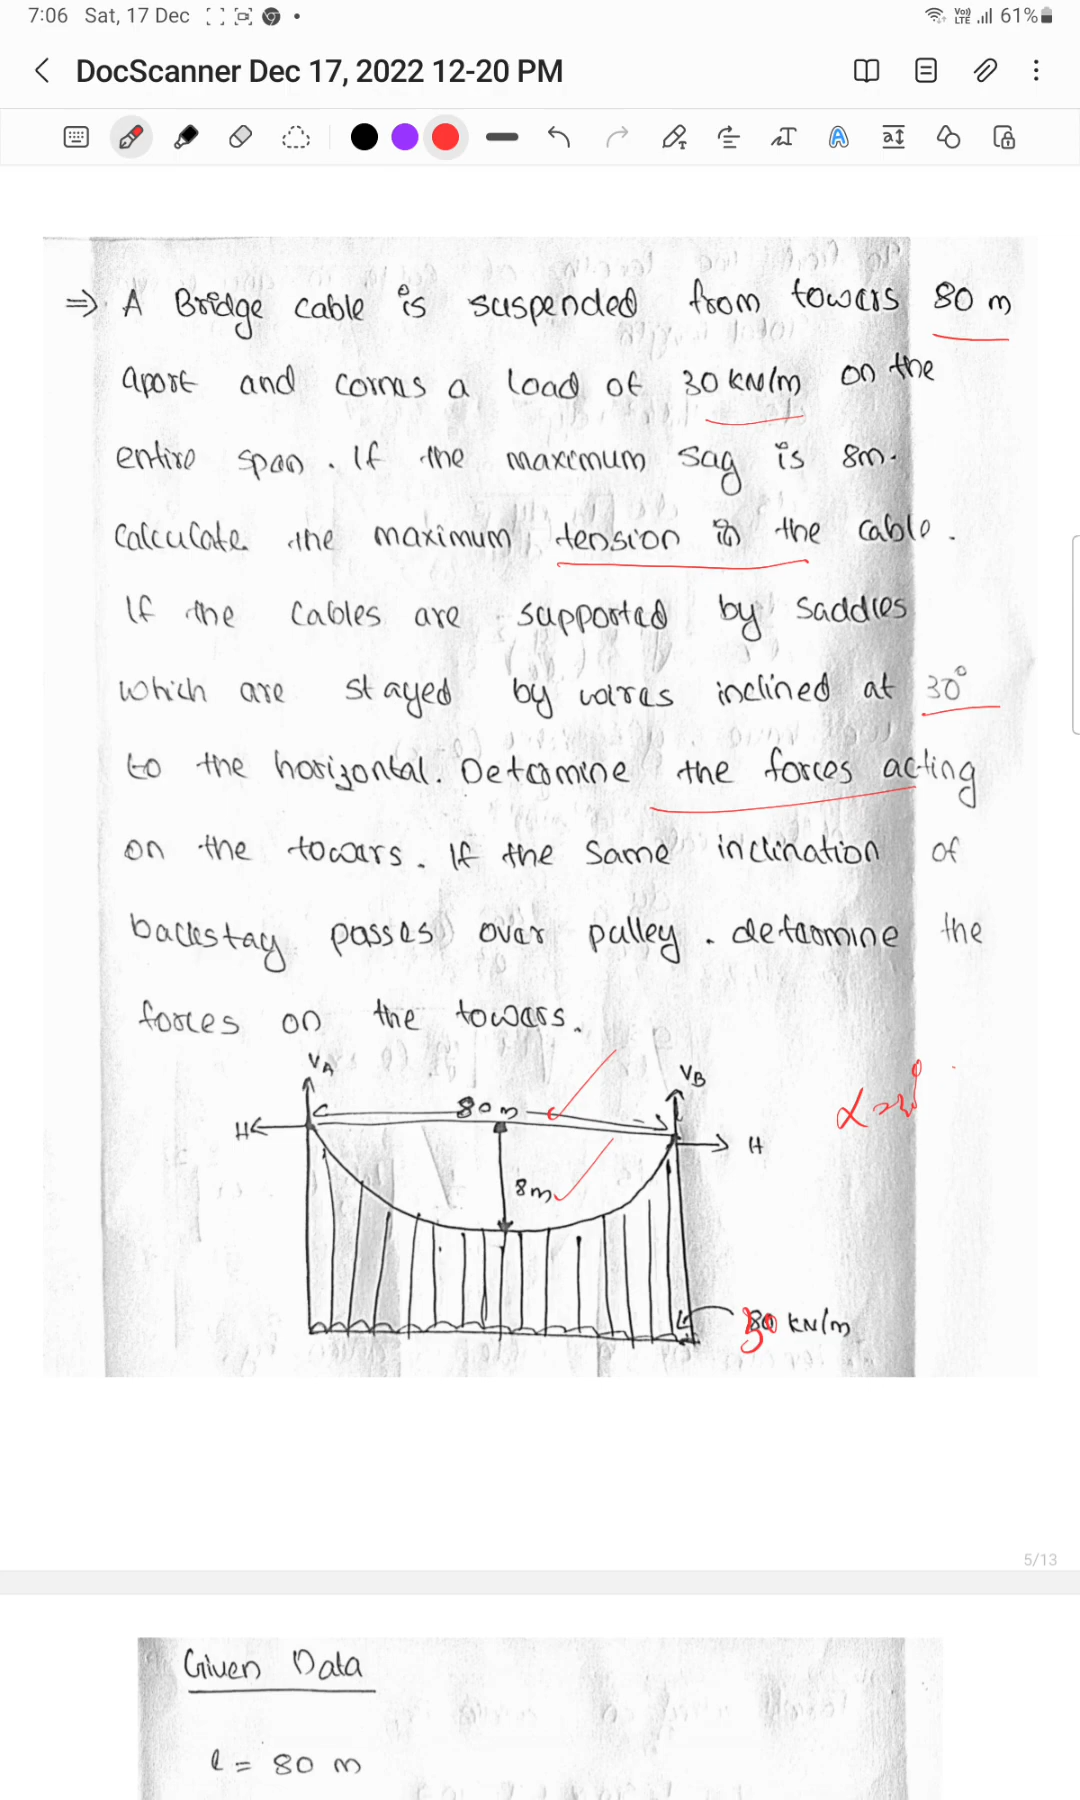 7:06 Sat, 17 Dec
61%
DocScanner Dec 17, 2022 12-20 PM
⇒ A Bridge cable is suspended from towers 80 m
apart and carries a load of 30 KN/m on the
entire span. If the maximum sag is 8m.
calculate the maximum tension in the cable.
If the cables are supported by saddles
which are stayed by wires inclined at 30°
to the horizontal. Determine the forces acting
on the towers. If the same inclination of
backstay passes over pulley. determine the
forces on the towers.
VA
VB
H
80 m
H
8m
KN/m
5/13
Given Data
l = 80 m